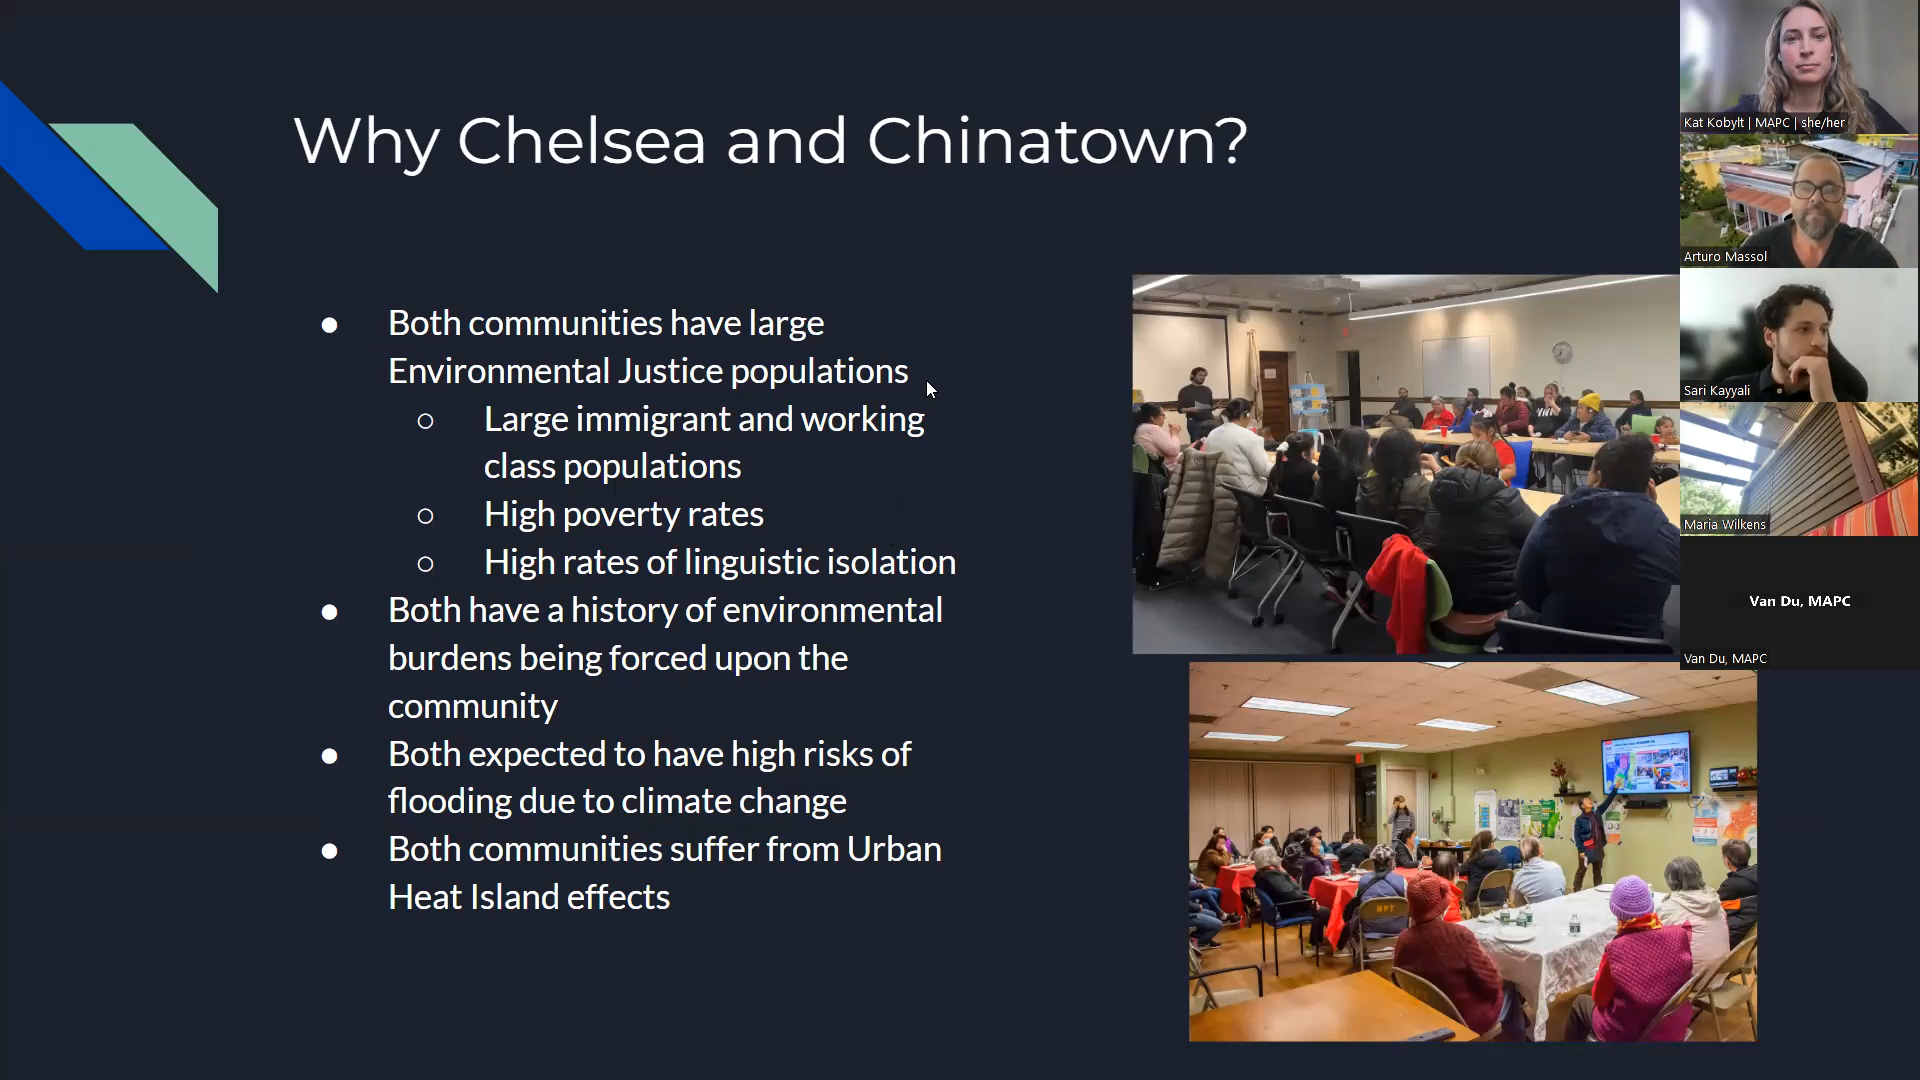 Why Chelsea and Chinatown?
● Both communities have large
Environmental Justice populations
○ Large immigrant and working
class populations
○ High poverty rates
○ High rates of linguistic isolation
● Both have a history of environmental
burdens being forced upon the
community
● Both expected to have high risks of
flooding due to climate change
● Both communities suffer from Urban
Heat Island effects
Kat Kobylt | MAPC | she/her
Arturo Massol
Sari Kayyali
Maria Wilkens
Van Du, MAPC
Van Du, MAPC